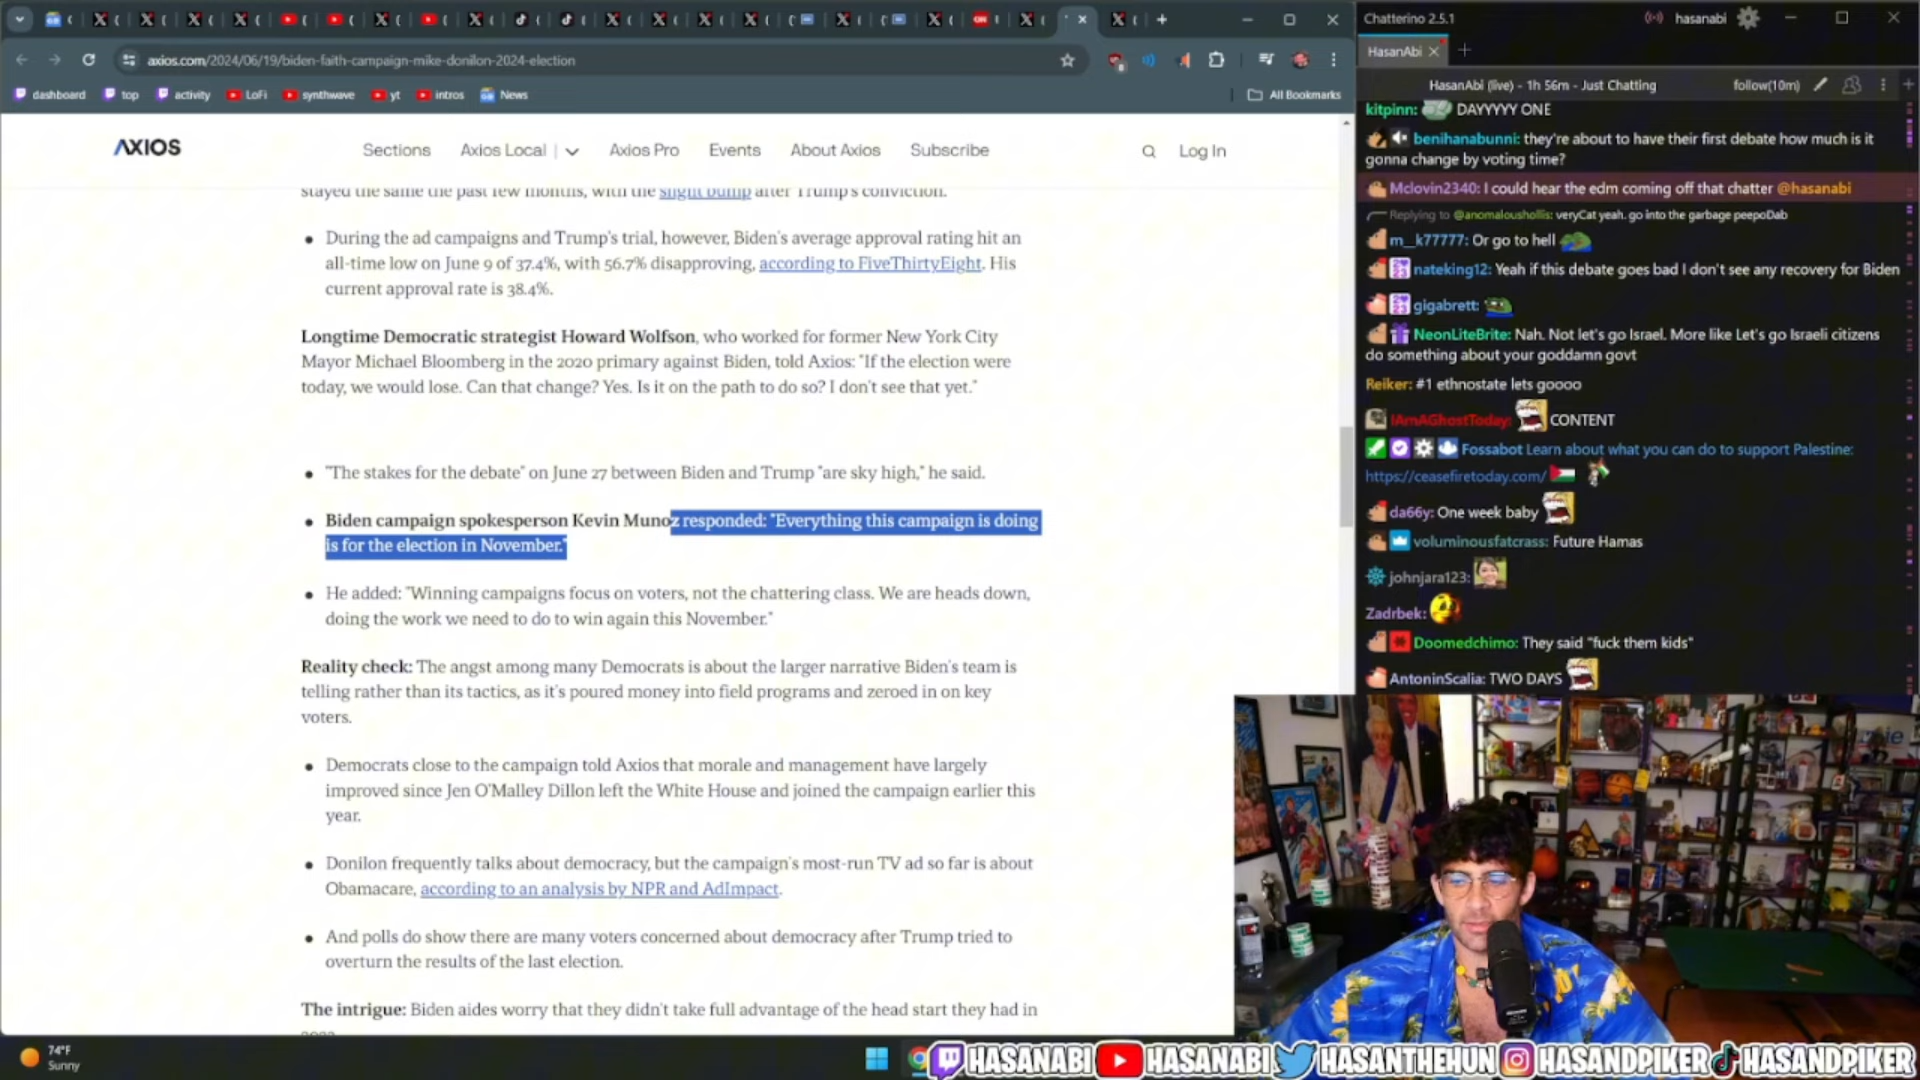 axios.com/2024/06/19/biden-faith-campaign-mike-donilon-2024-election
dashboard top activity LoFi synthwave yt intros News All Bookmarks
AXIOS Sections Axios Local Axios Pro Events About Axios Subscribe Log In
stayed the same the past few months, with the slight bump after Trump's conviction.
• During the ad campaigns and Trump's trial, however, Biden's average approval rating hit an
all-time low on June 9 of 37.4%, with 56.7% disapproving, according to FiveThirtyEight. His
current approval rate is 38.4%.
Longtime Democratic strategist Howard Wolfson, who worked for former New York City
Mayor Michael Bloomberg in the 2020 primary against Biden, told Axios: "If the election were
today, we would lose. Can that change? Yes. Is it on the path to do so? I don't see that yet."
• "The stakes for the debate" on June 27 between Biden and Trump "are sky high," he said.
• Biden campaign spokesperson Kevin Munoz responded: "Everything this campaign is doing
is for the election in November."
• He added: "Winning campaigns focus on voters, not the chattering class. We are heads down,
doing the work we need to do to win again this November."
Reality check: The angst among many Democrats is about the larger narrative Biden's team is
telling rather than its tactics, as it's poured money into field programs and zeroed in on key
voters.
• Democrats close to the campaign told Axios that morale and management have largely
improved since Jen O'Malley Dillon left the White House and joined the campaign earlier this
year.
• Donilon frequently talks about democracy, but the campaign's most-run TV ad so far is about
Obamacare, according to an analysis by NPR and AdImpact.
• And polls do show there are many voters concerned about democracy after Trump tried to
overturn the results of the last election.
The intrigue: Biden aides worry that they didn't take full advantage of the head start they had in
74°F
Sunny
Chatterino 2.5.1 hasanabi
HasanAbi
HasanAbi (live) - 1h 56m - Just Chatting follow(10m)
kitpinn: DAYYYYY ONE
benihanabunni: they're about to have their first debate how much is it
gonna change by voting time?
Mclovin2340: I could hear the edm coming off that chatter @hasanabi
Replying to @anomaloushollis: veryCat yeah. go into the garbage peepoDab
m__k77777: Or go to hell
nateking12: Yeah if this debate goes bad I don't see any recovery for Biden
gigabrett:
NeonLiteBrite: Nah. Not let's go Israel. More like Let's go Israeli citizens
do something about your goddamn govt
Reiker: #1 ethnostate lets goooo
IAmAGhostToday: CONTENT
Fossabot Learn about what you can do to support Palestine:
https://ceasefiretoday.com/
da66y: One week baby
voluminousfatcrass: Future Hamas
johnjara123:
Zadrbek:
Doomedchimo: They said "fuck them kids"
AntoninScalia: TWO DAYS
HASANABI HASANABI HASANTHEHUN HASANDPIKER HASANDPIKER